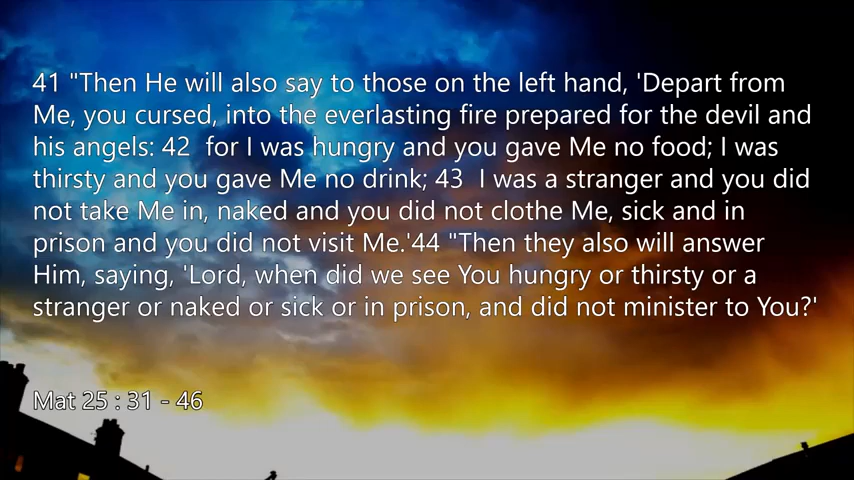 41 "Then He will also say to those on the left hand, 'Depart from
Me, you cursed, into the everlasting fire prepared for the devil and
his angels: 42  for I was hungry and you gave Me no food; I was
thirsty and you gave Me no drink; 43  I was a stranger and you did
not take Me in, naked and you did not clothe Me, sick and in
prison and you did not visit Me.'44 "Then they also will answer
Him, saying, 'Lord, when did we see You hungry or thirsty or a
stranger or naked or sick or in prison, and did not minister to You?'
Mat 25 : 31 - 46